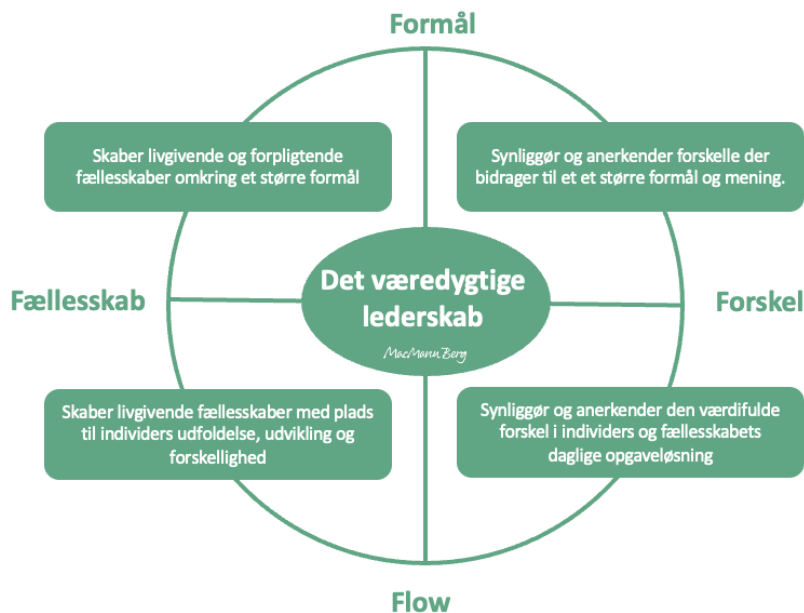 Formål
Skaber livgivende og forpligtende
fællesskaber omkring et større formål
Synliggør og anerkender forskelle der
bidrager til et et større formål og mening.
Fællesskab
Det væredygtige
lederskab
MacMann Berg
Forskel
Skaber livgivende fællesskaber med plads
til individers udfoldelse, udvikling og
forskellighed
Synliggør og anerkender den værdifulde
forskel i individers og fællesskabets
daglige opgaveløsning
Flow